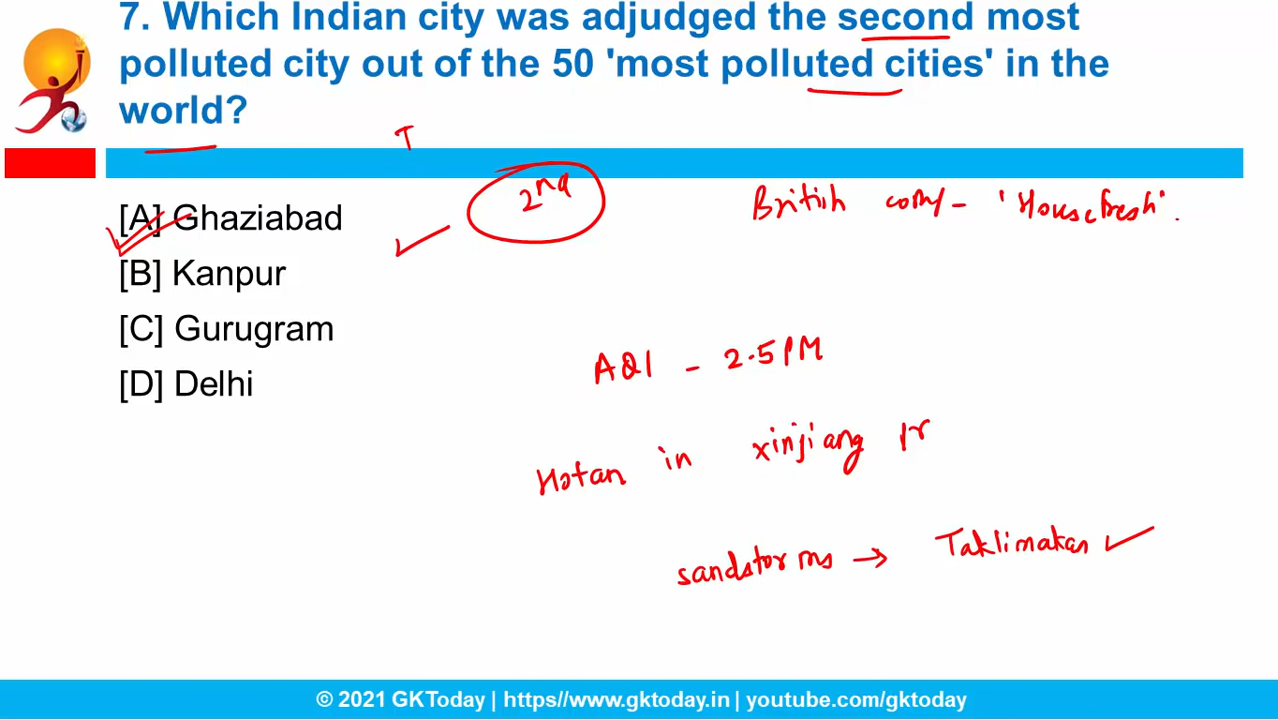 7. Which Indian city was adjudged the second most
polluted city out of the 50 'most polluted cities' in the
world?
T
[A] Ghaziabad
2nd
British comy - 'Housefresh'.
[B] Kanpur
[C] Gurugram
AQI - 2.5PM
[D] Delhi
Hotan in xinjiang pr
sandstorms → Taklimakan
© 2021 GKToday | https//www.gktoday.in | youtube.com/gktoday